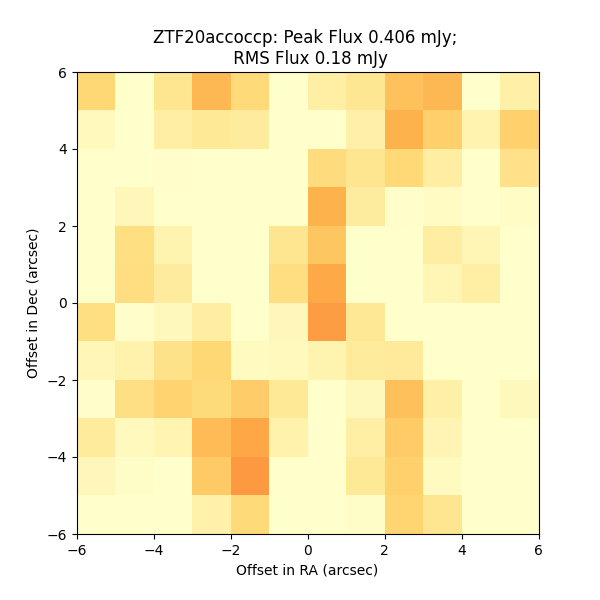 ZTF20accoccp: Peak Flux 0.406 mJy;
RMS Flux 0.18 mJy
6
4
2
0
−2
−4
−6
Offset in Dec (arcsec)
−6 −4 −2 0 2 4 6
Offset in RA (arcsec)